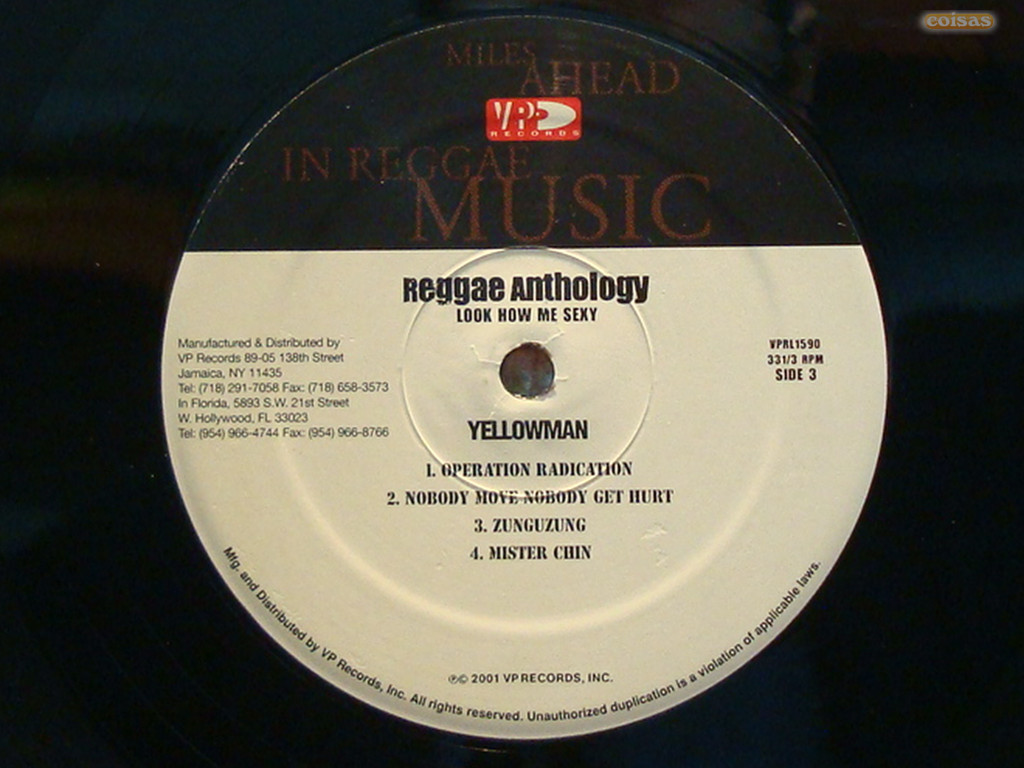 coisas
MILES
AHEAD
VP
RECORDS
IN REGGAE
MUSIC
Reggae Anthology
LOOK HOW ME SEXY
Manufactured & Distributed by
VP Records 89-05 138th Street
Jamaica, NY 11435
Tel: (718) 291-7058 Fax: (718) 658-3573
In Florida, 5893 S.W. 21st Street
W. Hollywood, FL 33023
Tel: (954) 966-4744 Fax: (954) 966-8766
VPRL1590
331/3 RPM
SIDE 3
YELLOWMAN
1. OPERATION RADICATION
2. NOBODY MOVE NOBODY GET HURT
3. ZUNGUZUNG
4. MISTER CHIN
℗© 2001 VP RECORDS, INC.
Mfg. and Distributed by VP Records, Inc. All rights reserved. Unauthorized duplication is a violation of applicable laws.